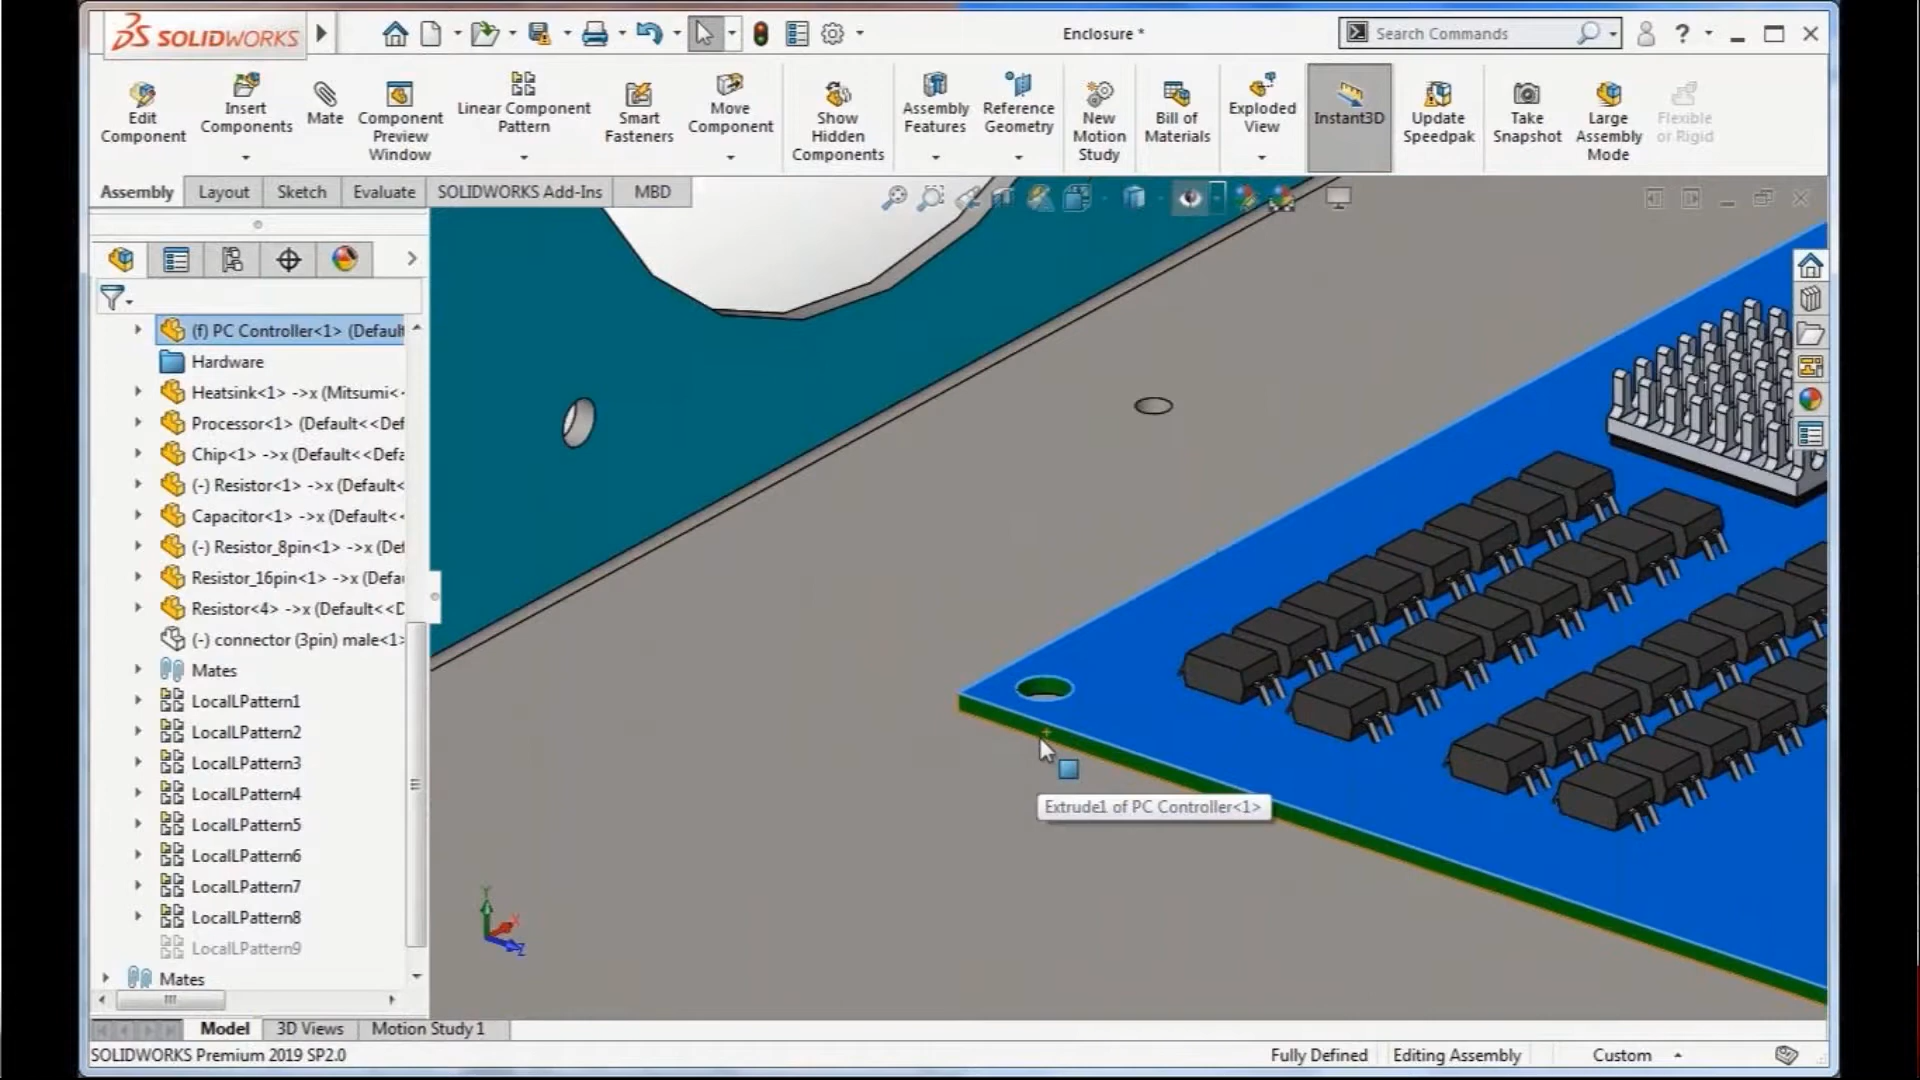 SOLIDWORKS
Enclosure *
Search Commands
?
Edit
Component
Insert
Components
Mate
Component
Preview
Window
Linear Component
Pattern
Smart
Fasteners
Move
Component
Show
Hidden
Components
Assembly
Features
Reference
Geometry
New
Motion
Study
Bill of
Materials
Exploded
View
Instant3D
Update
Speedpak
Take
Snapshot
Large
Assembly
Mode
Flexible
or Rigid
Assembly
Layout
Sketch
Evaluate
SOLIDWORKS Add-Ins
MBD
(f) PC Controller<1> (Default
Hardware
Heatsink<1> ->x (Mitsumi<
Processor<1> (Default<<Def
Chip<1> ->x (Default<<Defa
(-) Resistor<1> ->x (Default<
Capacitor<1> ->x (Default<
(-) Resistor_8pin<1> ->x (Def
Resistor_16pin<1> ->x (Defa
Resistor<4> ->x (Default<<D
(-) connector (3pin) male<1>
Mates
LocalLPattern1
LocalLPattern2
LocalLPattern3
LocalLPattern4
LocalLPattern5
LocalLPattern6
LocalLPattern7
LocalLPattern8
LocalLPattern9
Mates
Extrude1 of PC Controller<1>
Y
X
Z
Model
3D Views
Motion Study 1
SOLIDWORKS Premium 2019 SP2.0
Fully Defined
Editing Assembly
Custom